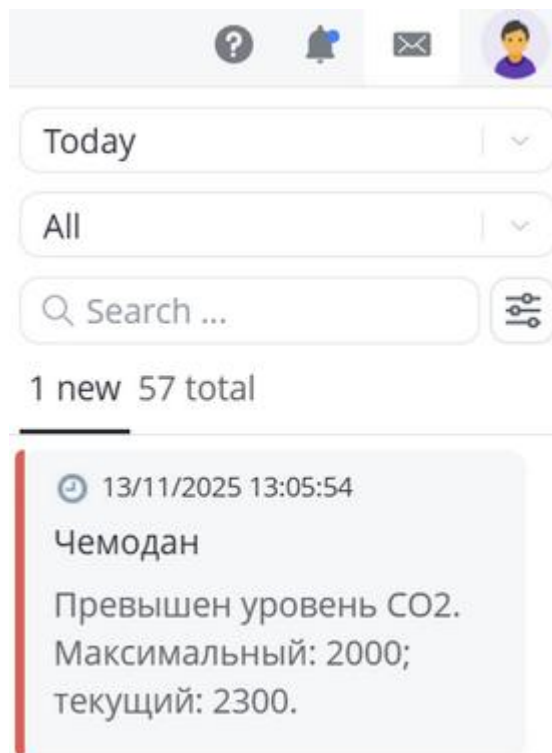 Today
All
Search ...
1 new 57 total
13/11/2025 13:05:54
Чемодан
Превышен уровень CO2.
Максимальный: 2000;
текущий: 2300.